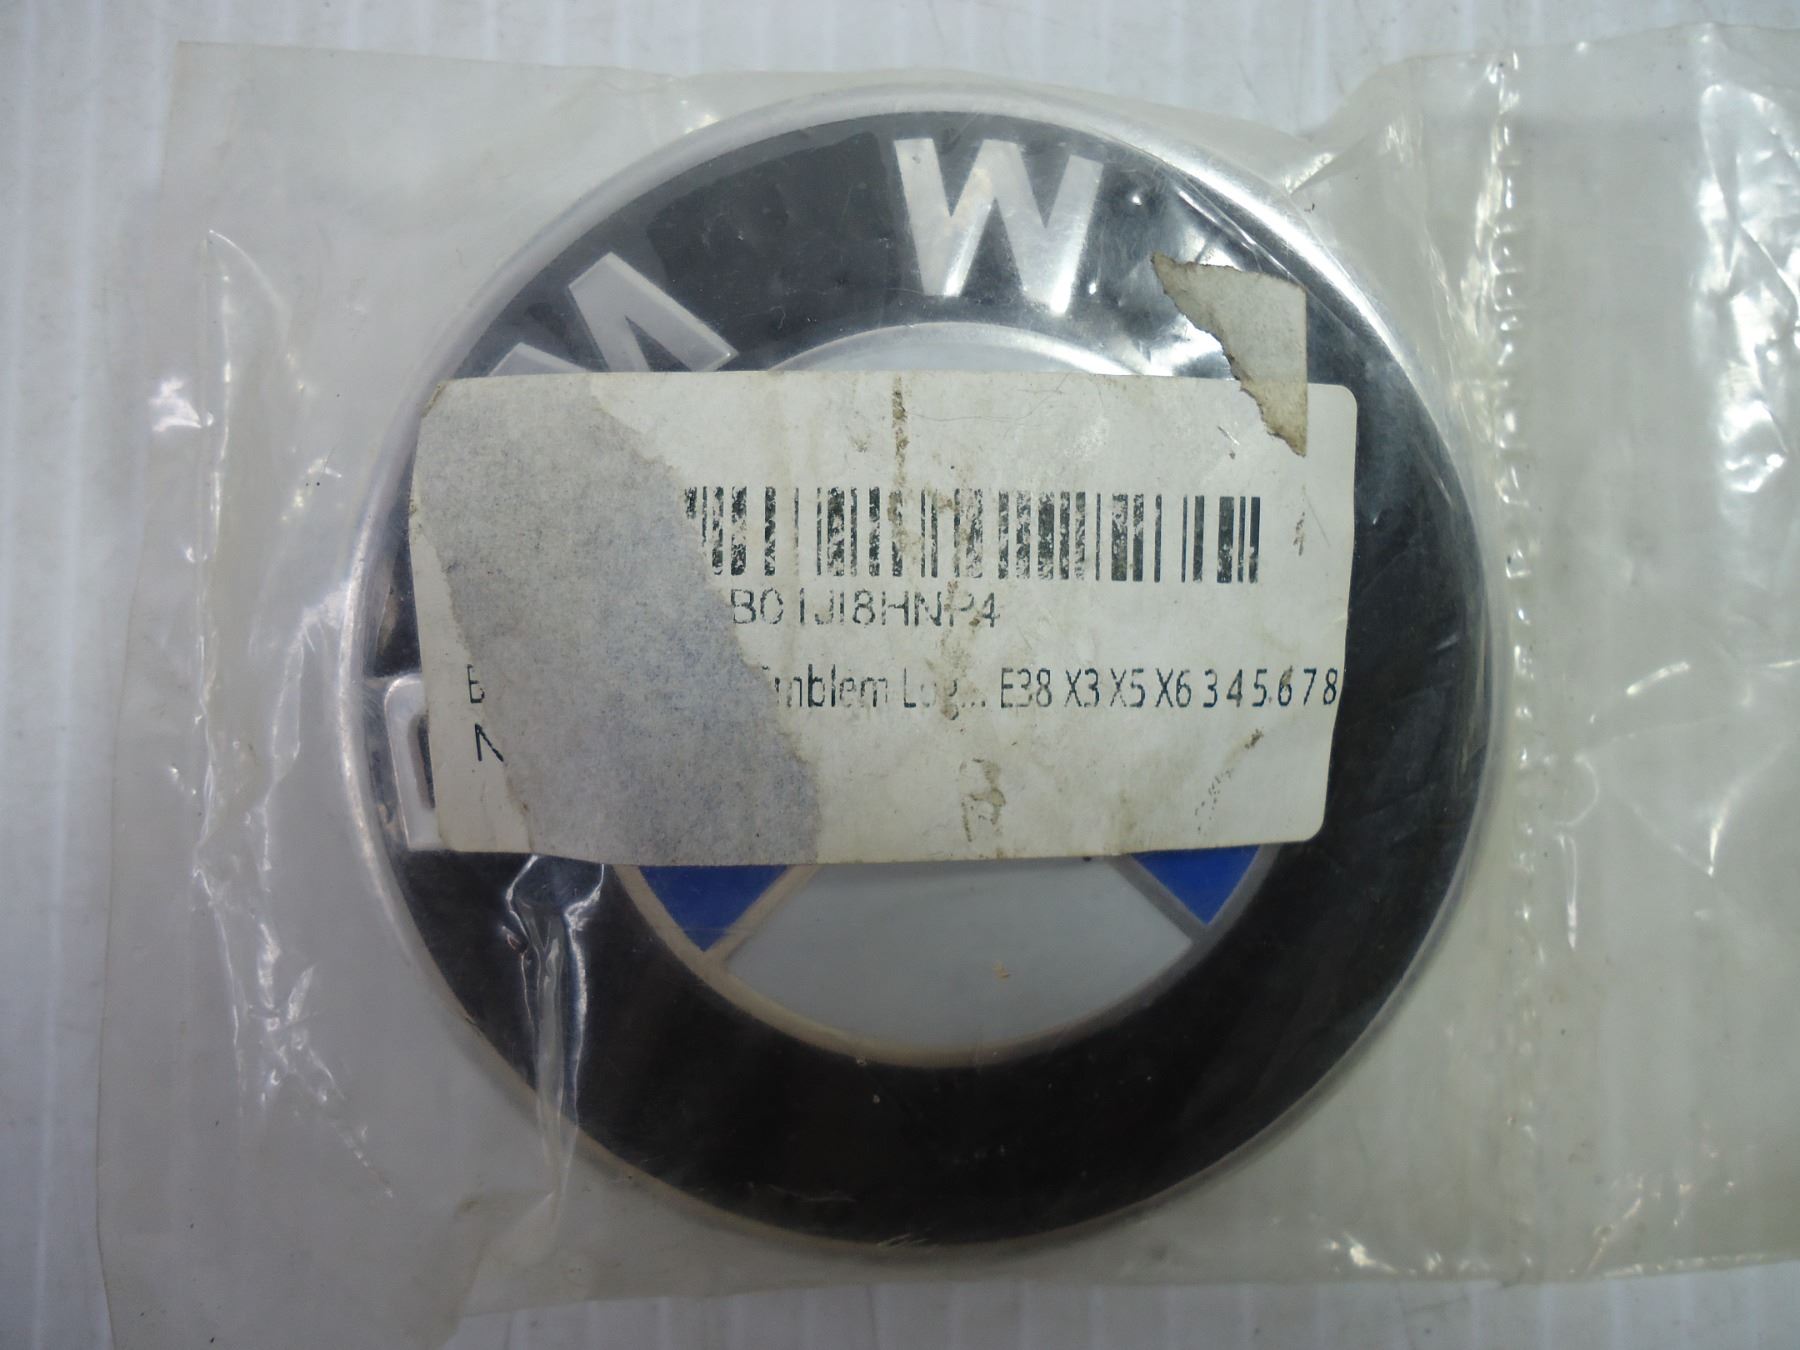 B M W
B01JI8HNP4
Emblem Log... E38 X3 X5 X6 3 4 5 6 7 8
N